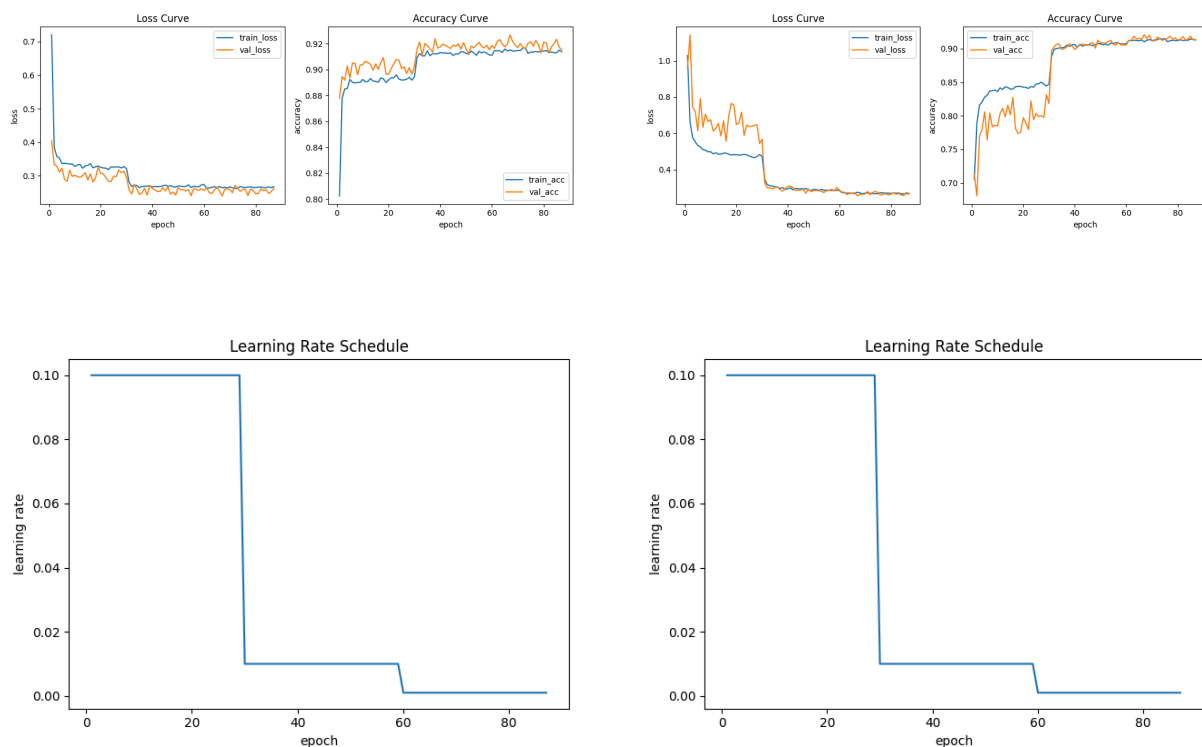 Loss Curve
0.7
0.6
0.5
0.4
0.3
0 20 40 60 80
loss
epoch
train_loss
val_loss
Accuracy Curve
0.92
0.90
0.88
0.86
0.84
0.82
0.80
0 20 40 60 80
accuracy
epoch
train_acc
val_acc
Loss Curve
1.0
0.8
0.6
0.4
0 20 40 60 80
loss
epoch
train_loss
val_loss
Accuracy Curve
0.90
0.85
0.80
0.75
0.70
0 20 40 60 80
accuracy
epoch
train_acc
val_acc
Learning Rate Schedule
0.10
0.08
0.06
0.04
0.02
0.00
0 20 40 60 80
learning rate
epoch
Learning Rate Schedule
0.10
0.08
0.06
0.04
0.02
0.00
0 20 40 60 80
learning rate
epoch